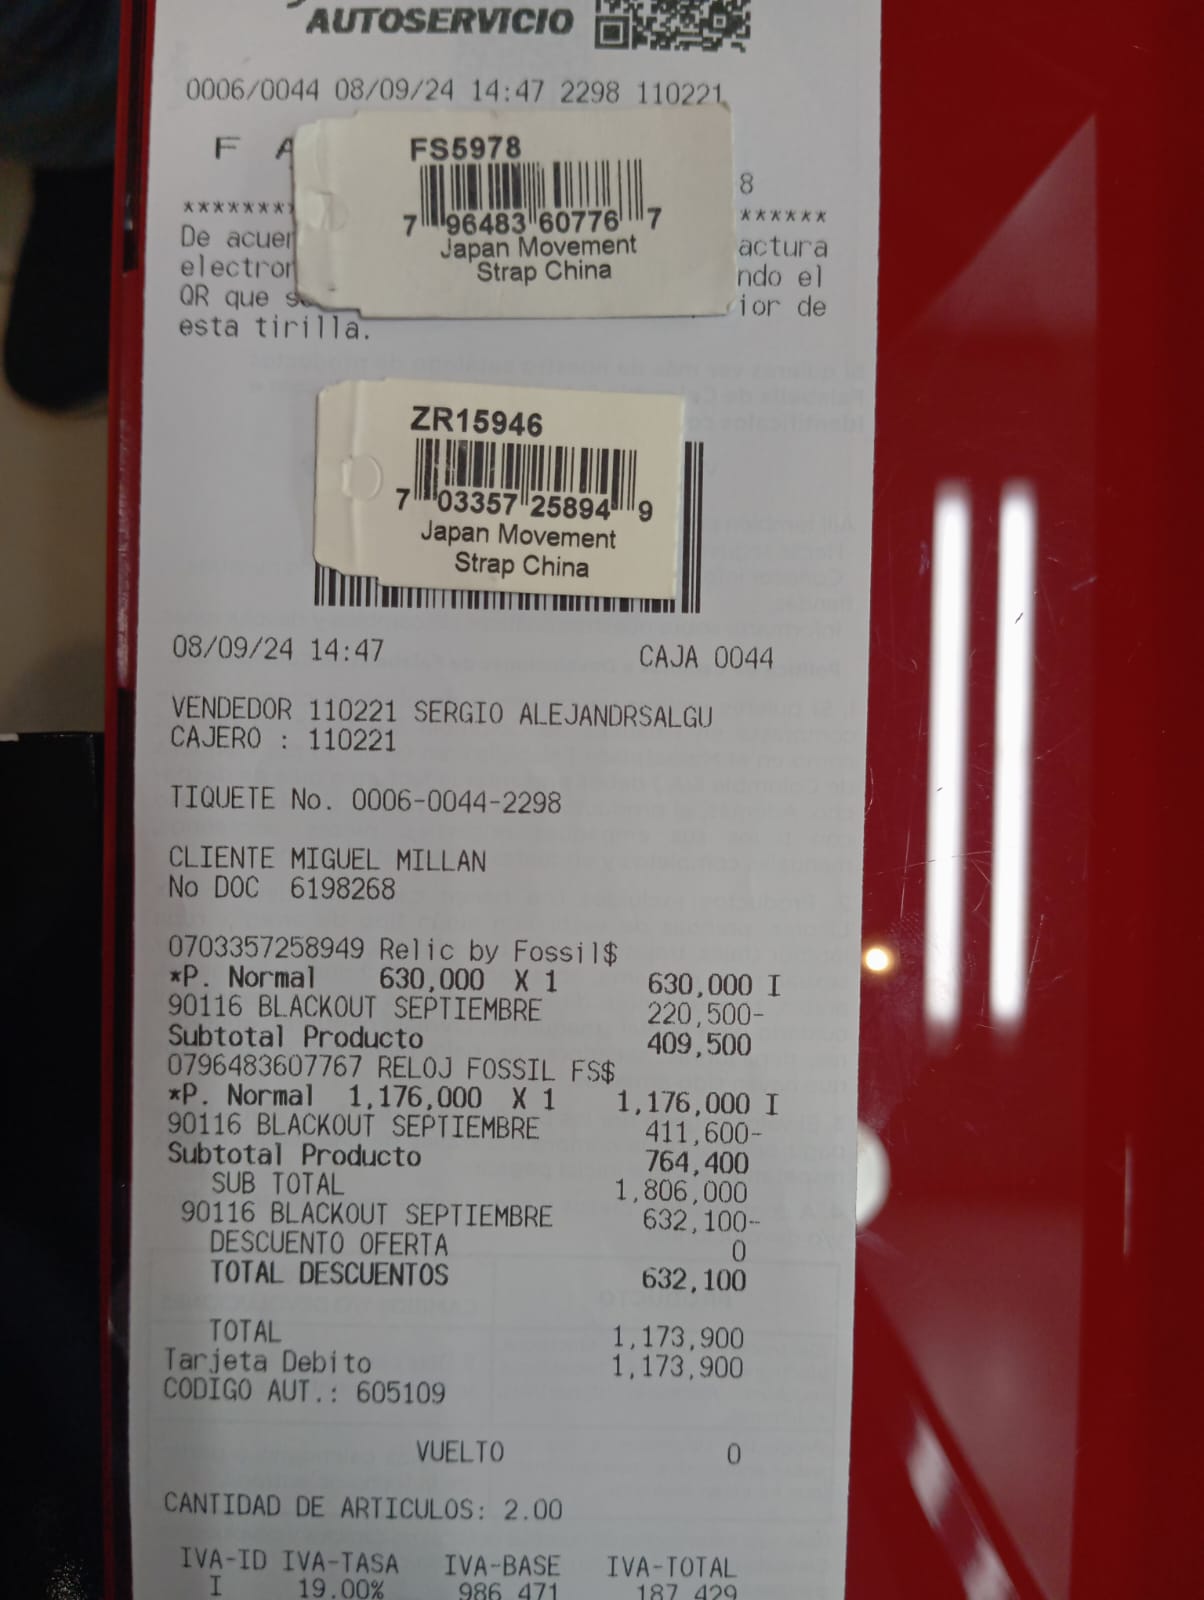 AUTOSERVICIO
0006/0044 08/09/24 14:47 2298 110221
F A
8
FS5978
7 96483 60776 7
Japan Movement
Strap China
******* ******
De acuer actura
electron ndo el
QR que se ior de
esta tirilla.
ZR15946
7 03357 25894 9
Japan Movement
Strap China
08/09/24 14:47 CAJA 0044
VENDEDOR 110221 SERGIO ALEJANDRSALGU
CAJERO : 110221
TIQUETE No. 0006-0044-2298
CLIENTE MIGUEL MILLAN
No DOC 6198268
0703357258949 Relic by Fossil$
*P. Normal 630,000 X 1 630,000 I
90116 BLACKOUT SEPTIEMBRE 220,500-
Subtotal Producto 409,500
0796483607767 RELOJ FOSSIL FS$
*P. Normal 1,176,000 X 1 1,176,000 I
90116 BLACKOUT SEPTIEMBRE 411,600-
Subtotal Producto 764,400
SUB TOTAL 1,806,000
90116 BLACKOUT SEPTIEMBRE 632,100-
DESCUENTO OFERTA 0
TOTAL DESCUENTOS 632,100
TOTAL 1,173,900
Tarjeta Debito 1,173,900
CODIGO AUT.: 605109
VUELTO 0
CANTIDAD DE ARTICULOS: 2.00
IVA-ID IVA-TASA IVA-BASE IVA-TOTAL
I 19.00% 986,471 187,429